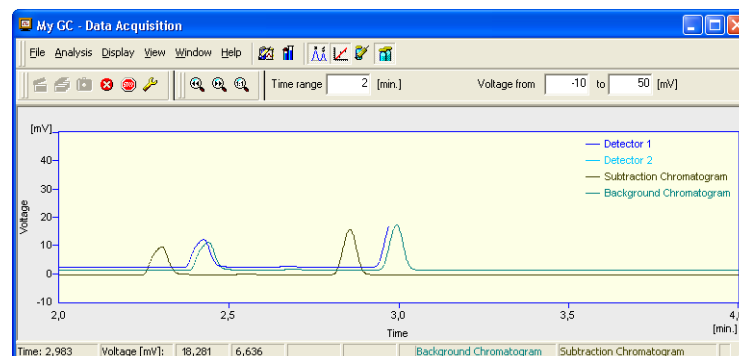 My GC - Data Acquisition
File Analysis Display View Window Help
Time range 2 [min.] Voltage from -10 to 50 [mV]
[mV]
Detector 1
Detector 2
Subtraction Chromatogram
Background Chromatogram
40
30
20
10
0
-10
Voltage
2,0 2,5 3,0 3,5 4,0
Time [min.]
Time: 2,983 Voltage [mV]: 18,281 6,636 Background Chromatogram Subtraction Chromatogram